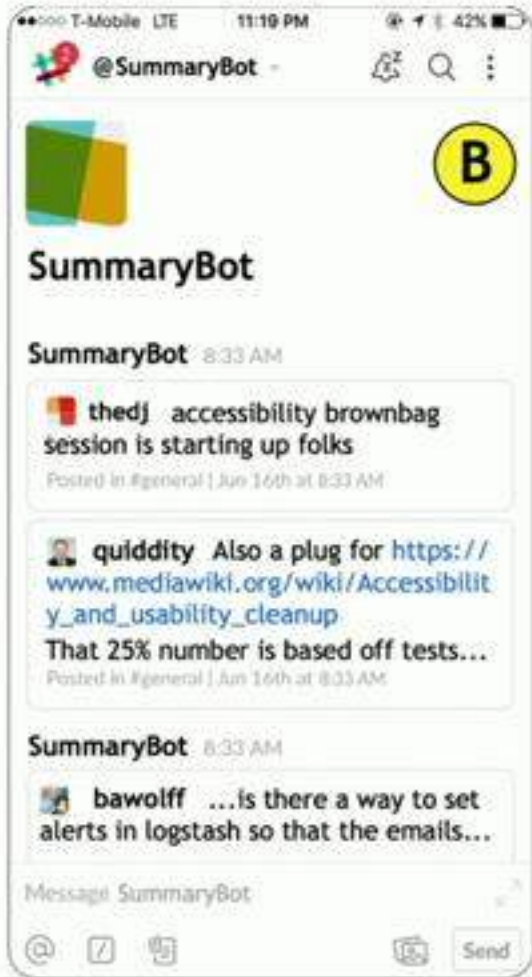 T-Mobile LTE 11:19 PM 42%
@SummaryBot
B
SummaryBot
SummaryBot 8:33 AM
thedj accessibility brownbag
session is starting up folks
Posted in #general | Jun 16th at 8:33 AM
quiddity Also a plug for https://
www.mediawiki.org/wiki/Accessibilit
y_and_usability_cleanup
That 25% number is based off tests...
Posted in #general | Jun 16th at 8:33 AM
SummaryBot 8:33 AM
bawolff ...is there a way to set
alerts in logstash so that the emails...
Message SummaryBot
Send